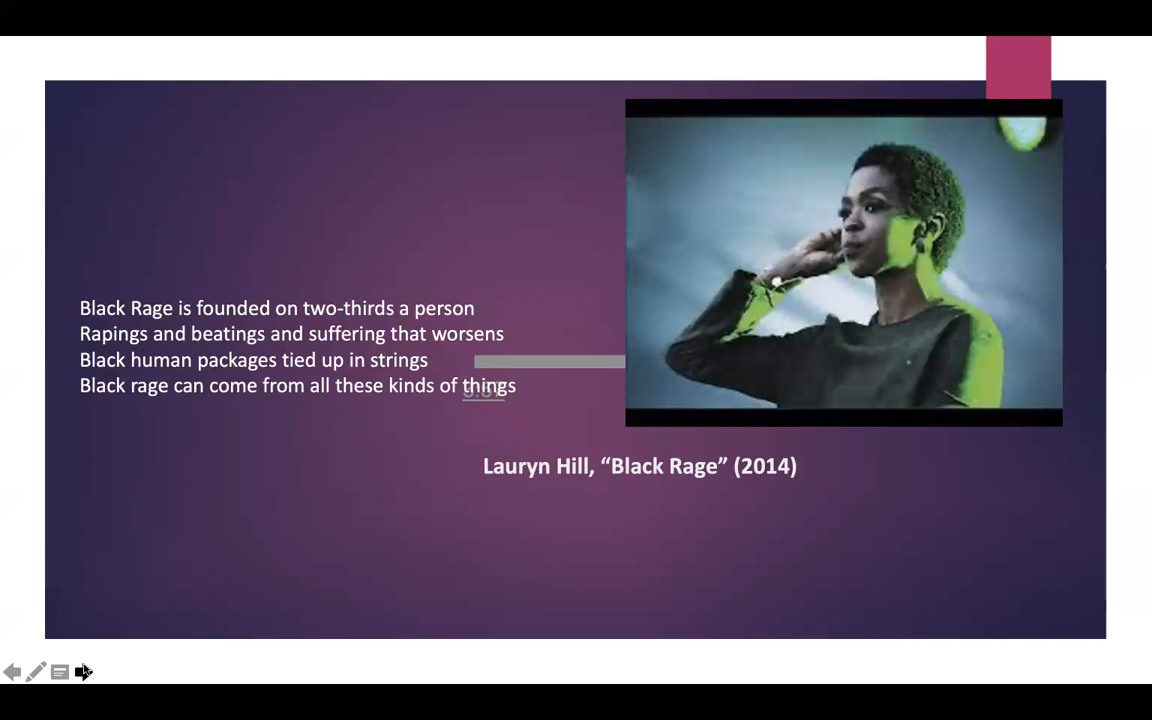 Black Rage is founded on two-thirds a person
Rapings and beatings and suffering that worsens
Black human packages tied up in strings
Black rage can come from all these kinds of things
Lauryn Hill, “Black Rage” (2014)